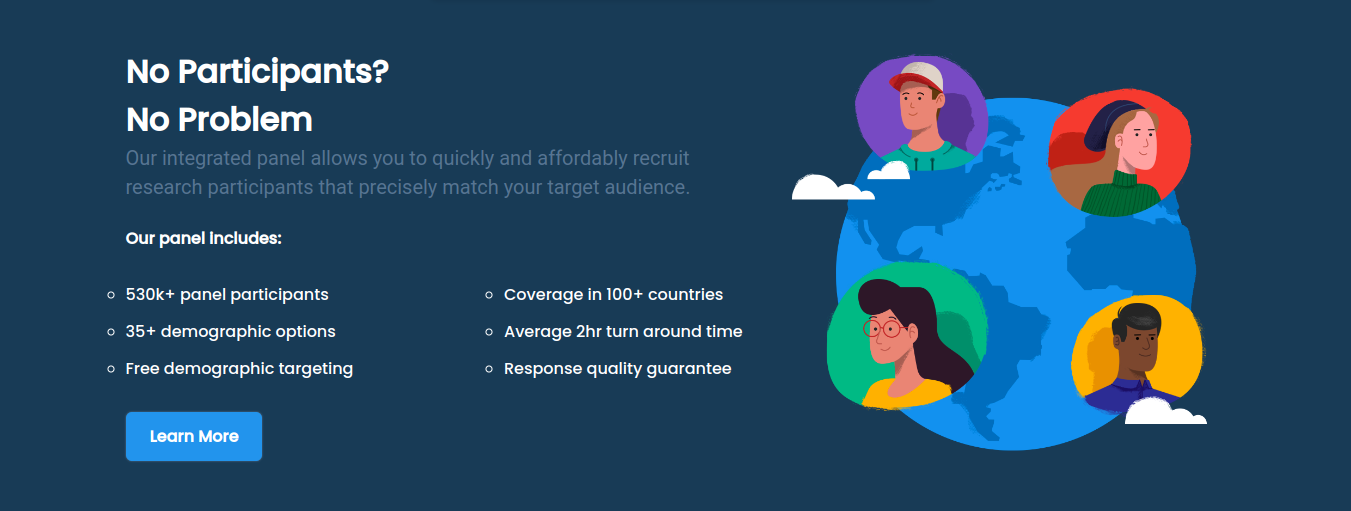 No Participants?
No Problem
Our integrated panel allows you to quickly and affordably recruit
research participants that precisely match your target audience.
Our panel includes:
530k+ panel participants
35+ demographic options
Free demographic targeting
Coverage in 100+ countries
Average 2hr turn around time
Response quality guarantee
Learn More